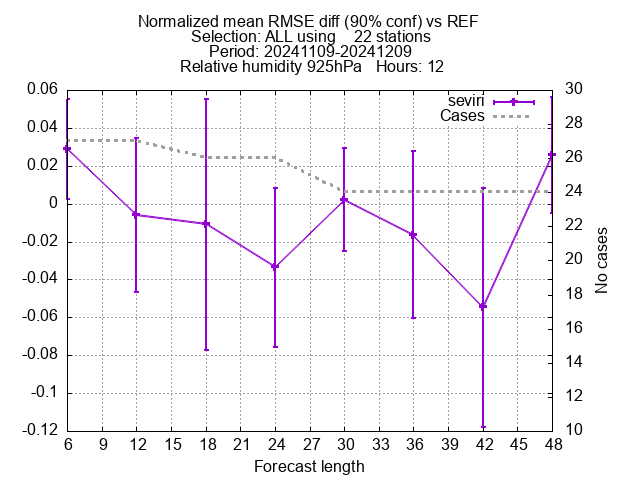 Normalized mean RMSE diff (90% conf) vs REF
Selection: ALL using    22 stations
Period: 20241109-20241209
Relative humidity 925hPa   Hours: 12
seviri
Cases
0.06
0.04
0.02
0
-0.02
-0.04
-0.06
-0.08
-0.1
-0.12
30
28
26
24
22
20
18
16
14
12
10
No cases
6 9 12 15 18 21 24 27 30 33 36 39 42 45 48
Forecast length